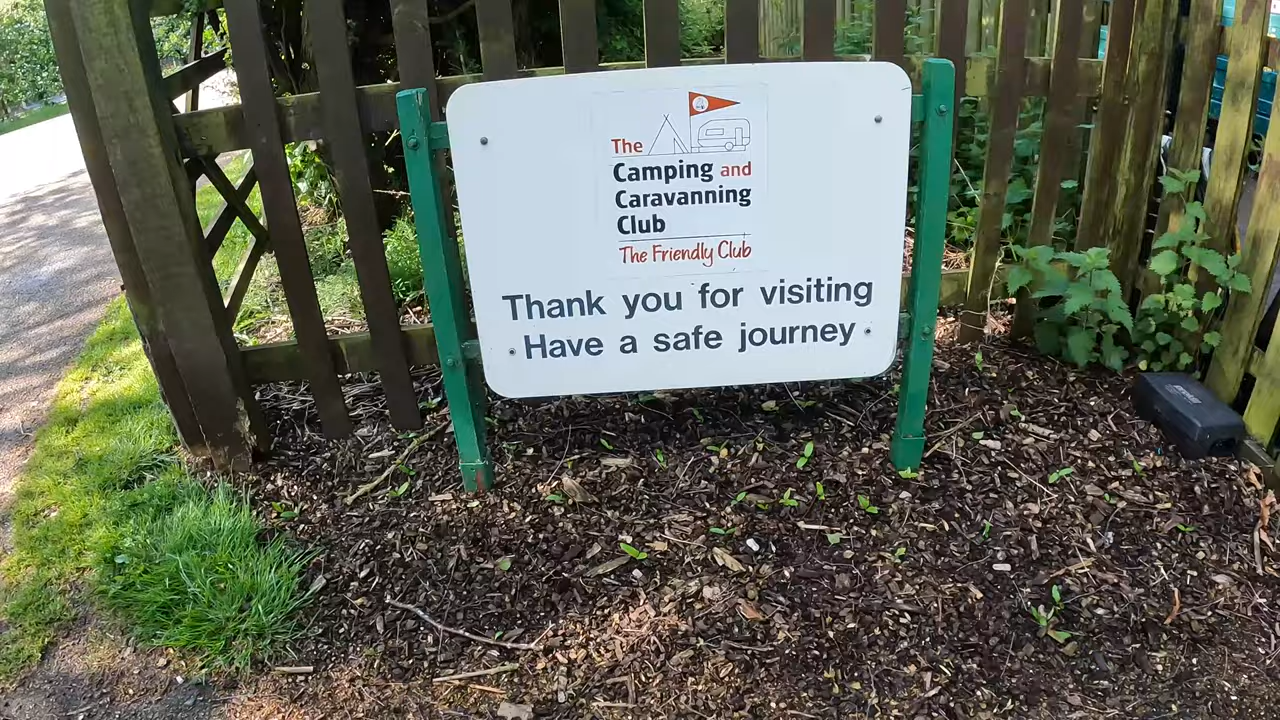 The
Camping and
Caravanning
Club
The Friendly Club
Thank you for visiting
Have a safe journey